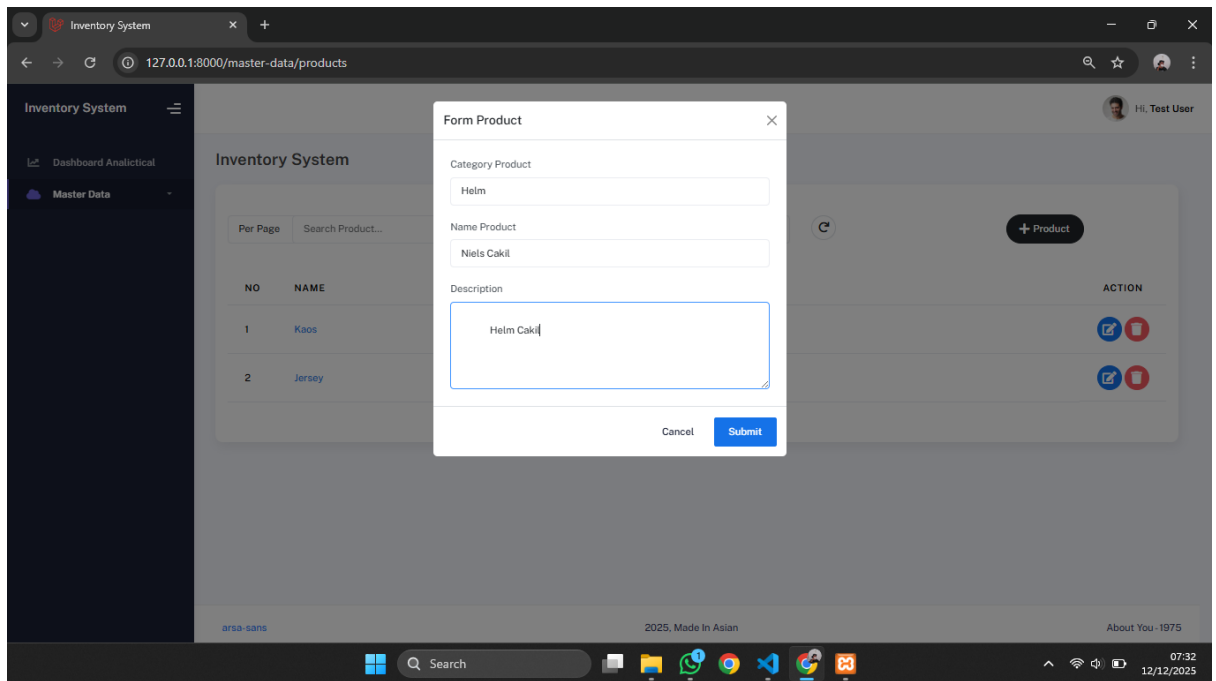 Inventory System
127.0.0.1:8000/master-data/products
Inventory System
Hi, Test User
Dashboard Analictical
Master Data
Inventory System
Per Page
Search Product...
+ Product
NO NAME ACTION
1 Kaos
2 Jersey
Form Product
Category Product
Helm
Name Product
Niels Cakil
Description
Helm Cakil
Cancel Submit
arsa-sans 2025, Made In Asian About You - 1975
Search
1
07:32
12/12/2025